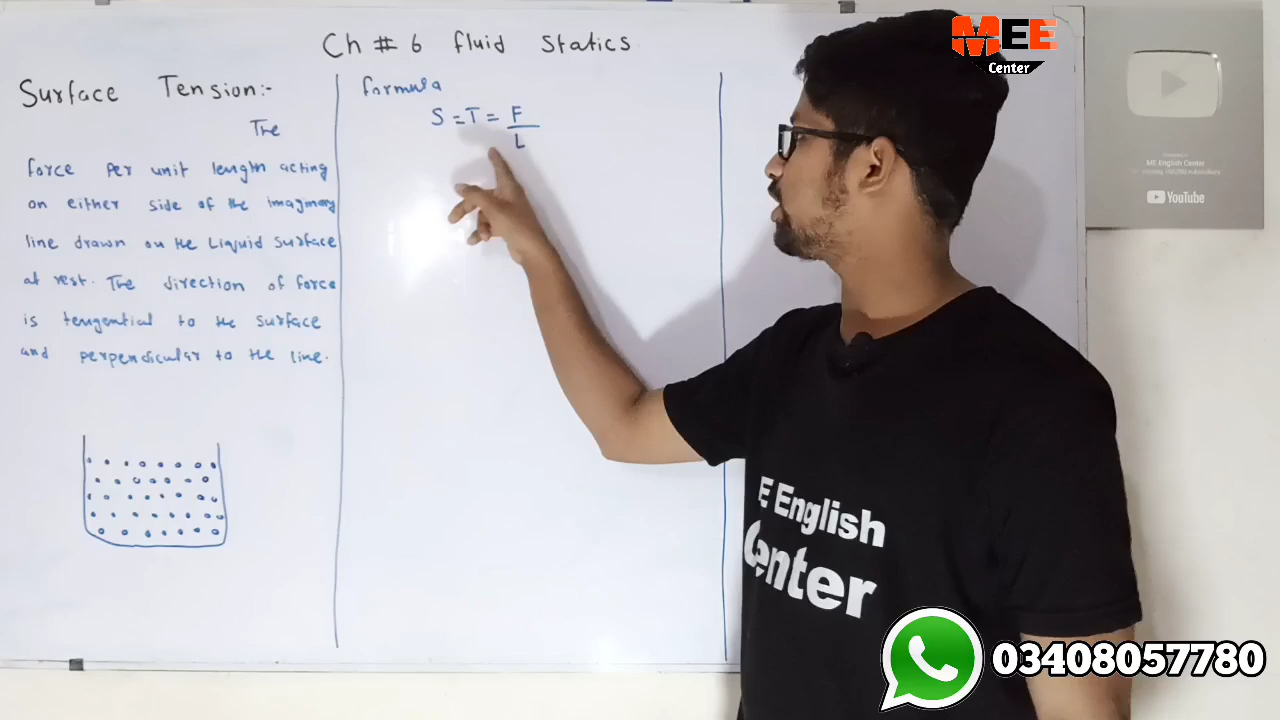 Ch # 6 fluid Statics
Surface Tension:-
The
force per unit length acting
on either side of the imaginary
line drawn on the Liquid surface
at rest. The direction of force
is tengential to the surface
and perpendicular to the line.
formula
S = T = F
L
MEE
Center
ME English Center
YouTube
E English
Center
03408057780